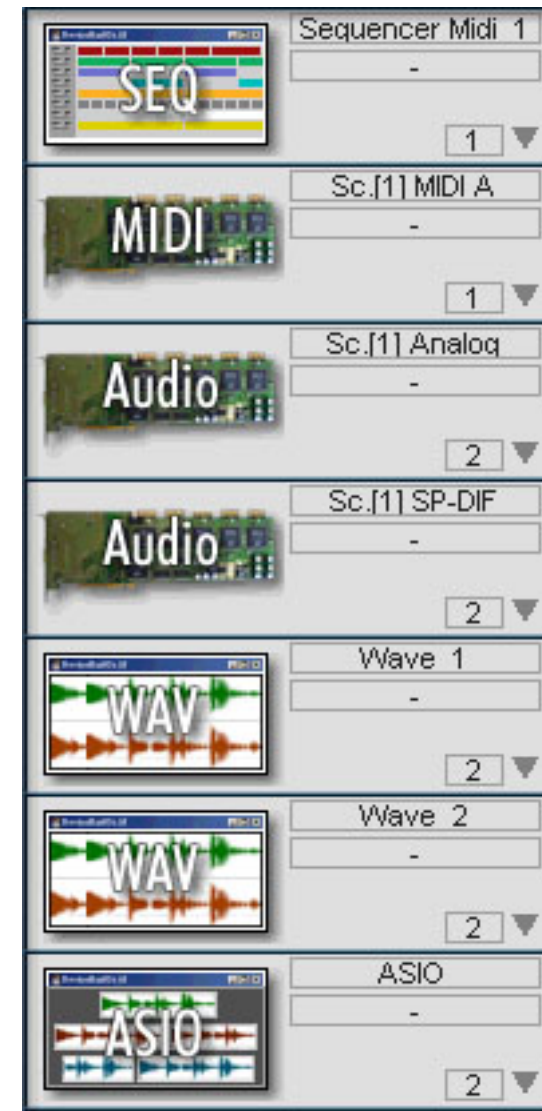 SEQ
Sequencer Midi 1
-
1
MIDI
Sc.[1] MIDI A
-
1
Audio
Sc.[1] Analog
-
2
Audio
Sc.[1] SP-DIF
-
2
WAV
Wave 1
-
2
WAV
Wave 2
-
2
ASIO
ASIO
-
2